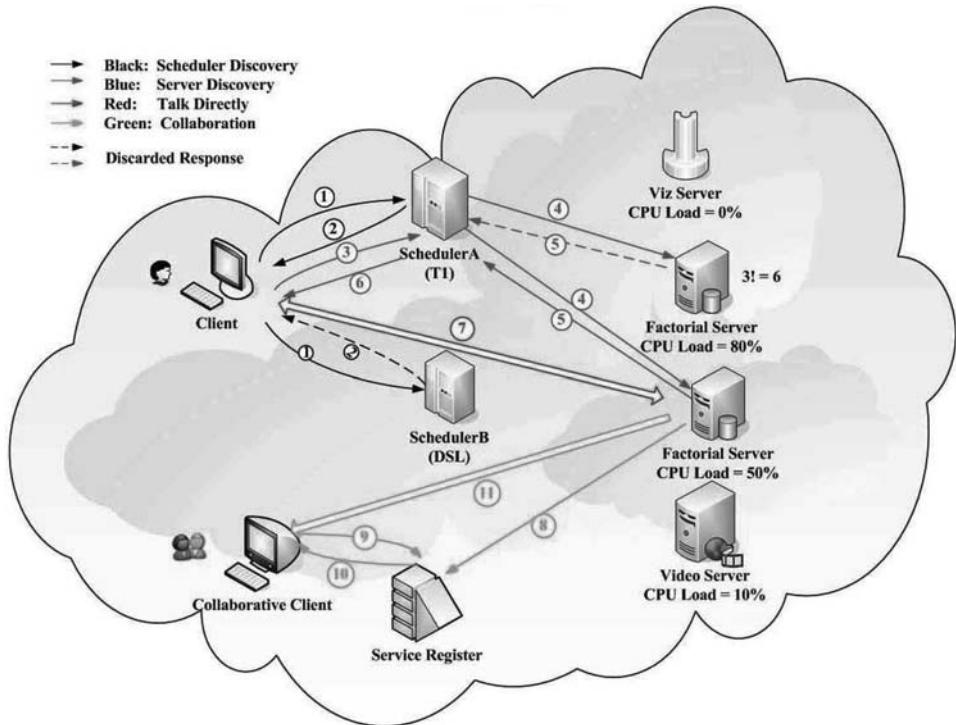 Black: Scheduler Discovery
Blue: Server Discovery
Red: Talk Directly
Green: Collaboration
Discarded Response
Viz Server
CPU Load = 0%
1
4
2
5
3
SchedulerA
(T1)
3! = 6
6
Client
4
5
Factorial Server
CPU Load = 80%
7
1
2
SchedulerB
(DSL)
Factorial Server
CPU Load = 50%
11
8
9
10
Video Server
CPU Load = 10%
Collaborative Client
Service Register